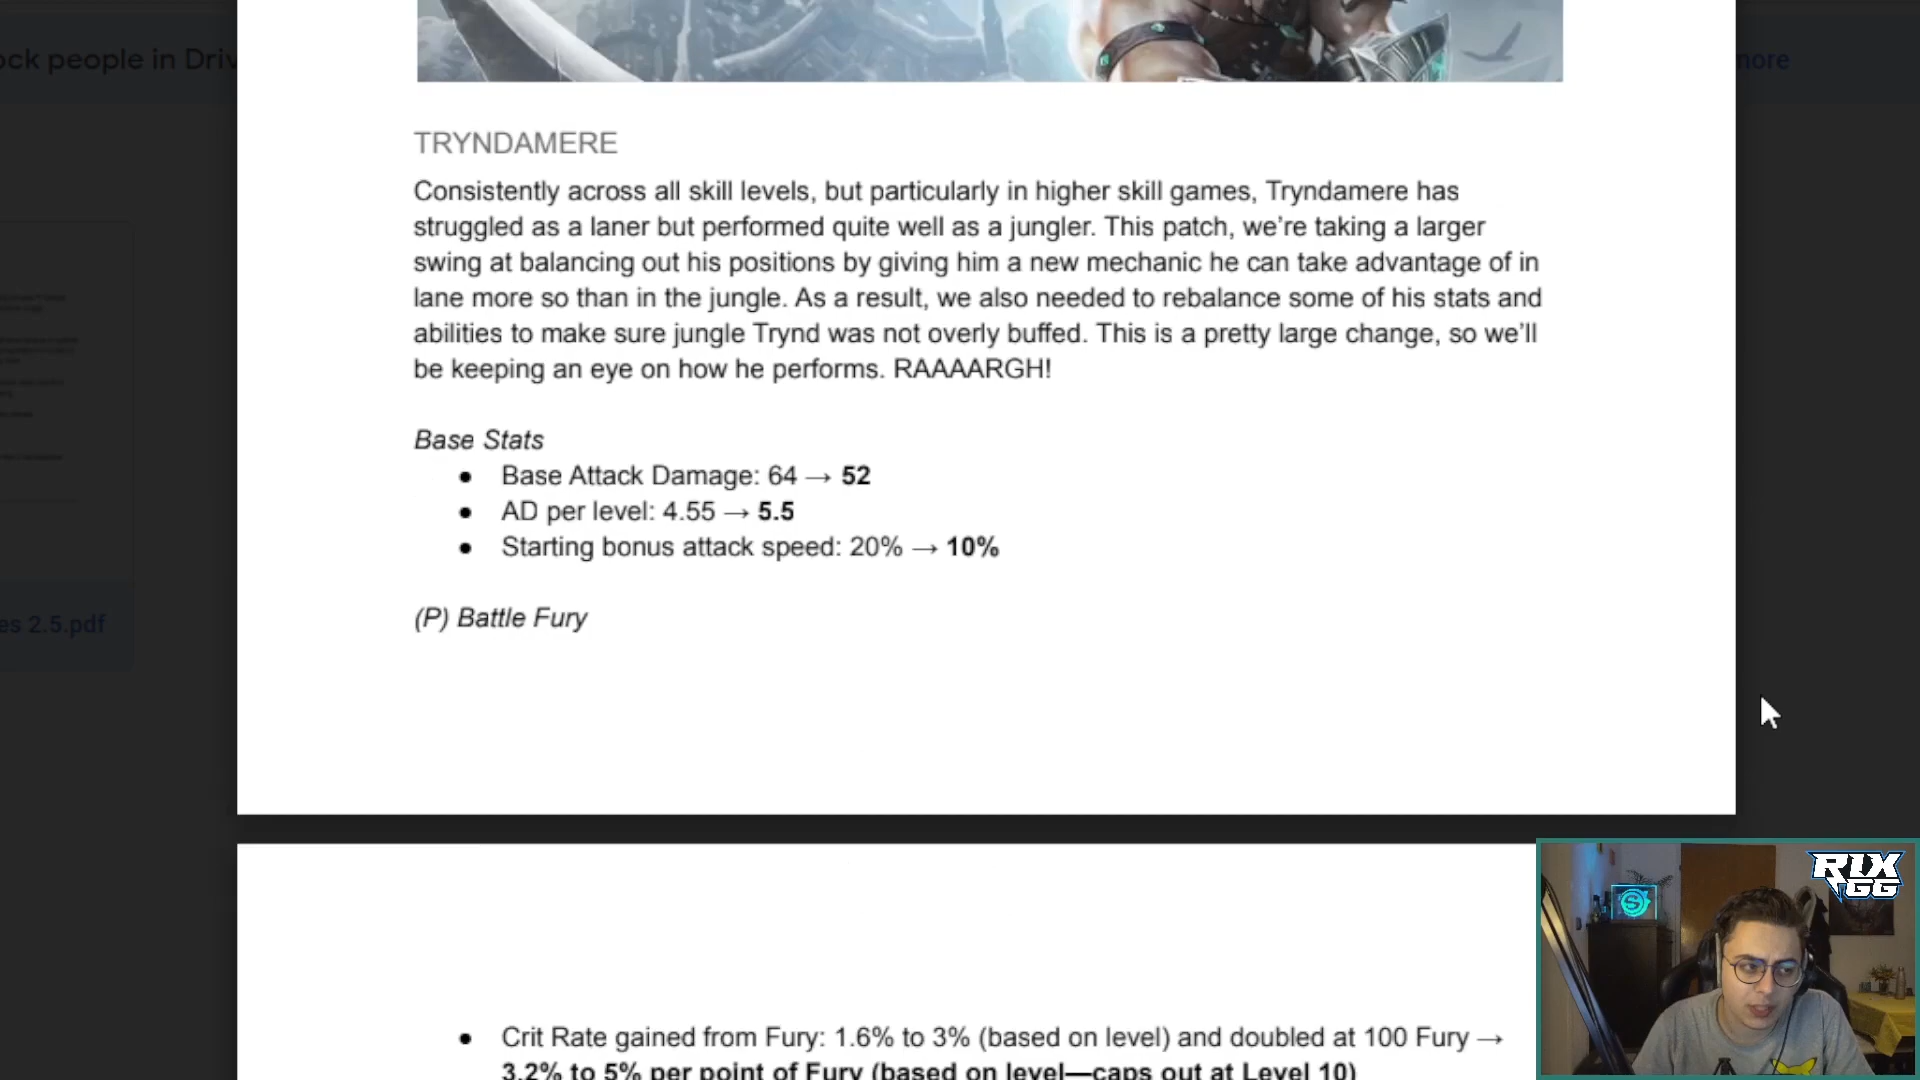 ock people in Driv
more
TRYNDAMERE
Consistently across all skill levels, but particularly in higher skill games, Tryndamere has
struggled as a laner but performed quite well as a jungler. This patch, we’re taking a larger
swing at balancing out his positions by giving him a new mechanic he can take advantage of in
lane more so than in the jungle. As a result, we also needed to rebalance some of his stats and
abilities to make sure jungle Trynd was not overly buffed. This is a pretty large change, so we’ll
be keeping an eye on how he performs. RAAAARGH!
Base Stats
● Base Attack Damage: 64 → 52
● AD per level: 4.55 → 5.5
● Starting bonus attack speed: 20% → 10%
(P) Battle Fury
es 2.5.pdf
RIX
GG
● Crit Rate gained from Fury: 1.6% to 3% (based on level) and doubled at 100 Fury →
3.2% to 5% per point of Fury (based on level—caps out at Level 10)